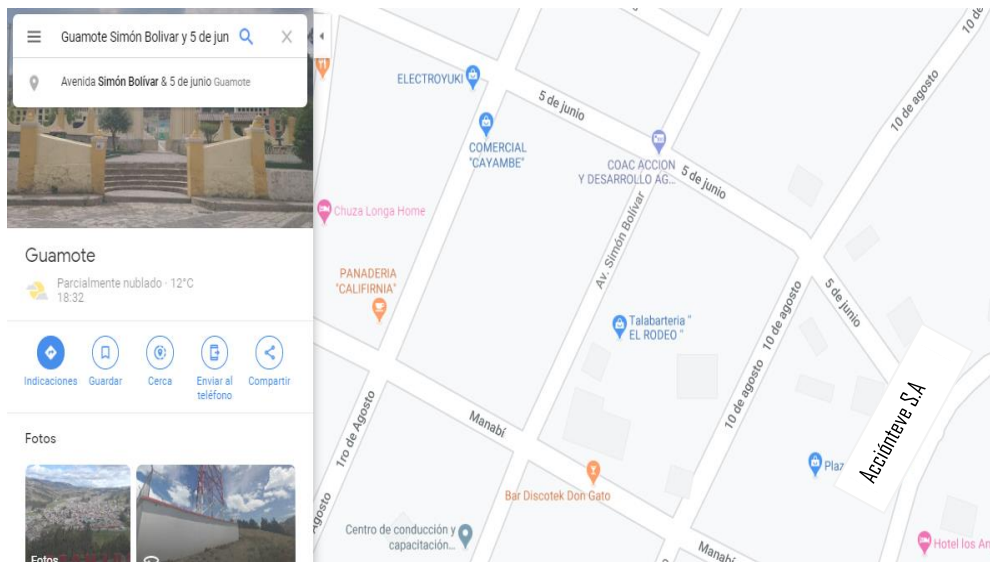 Guamote Simón Bolivar y 5 de jun
Avenida Simón Bolívar & 5 de junio Guamote
Guamote
Parcialmente nublado · 12°C
18:32
Indicaciones
Guardar
Cerca
Enviar al
teléfono
Compartir
Fotos
Fotos
10 de
10 de agosto
ELECTROYUKI
5 de junio
COMERCIAL
"CAYAMBE"
COAC ACCION
Y DESARROLLO AG...
5 de junio
Chuza Longa Home
Av. Simón Bolívar
PANADERIA
"CALIFIRNIA"
5 de junio
10 de agosto
Talabarteria "
EL RODEO "
10 de agosto
Acciónteve S.A
1ro de Agosto
Manabí
Plaz
Bar Discotek Don Gato
gosto
Centro de conducción y
capacitación...
Manabí
Hotel los An